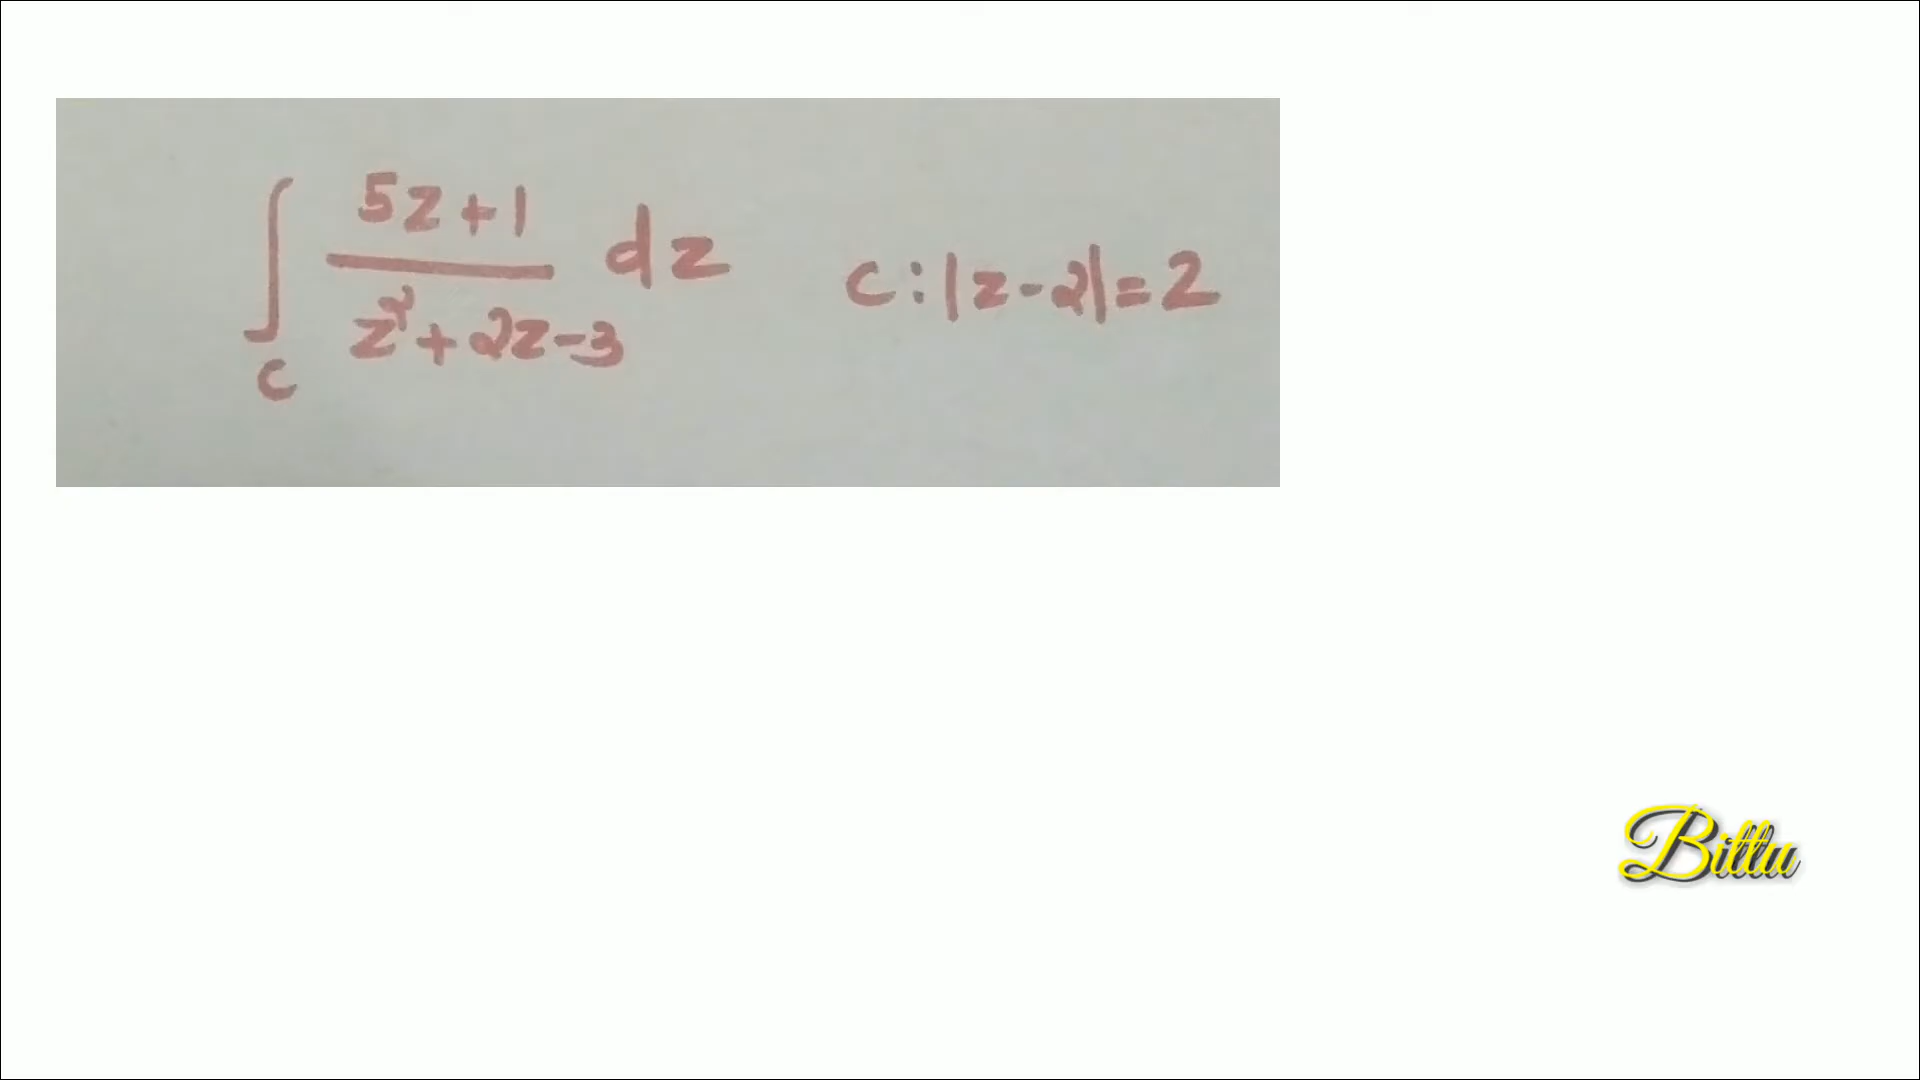 ∫_C (5z+1)/(z²+2z-3) dz   C:|z-2|=2
Bittu